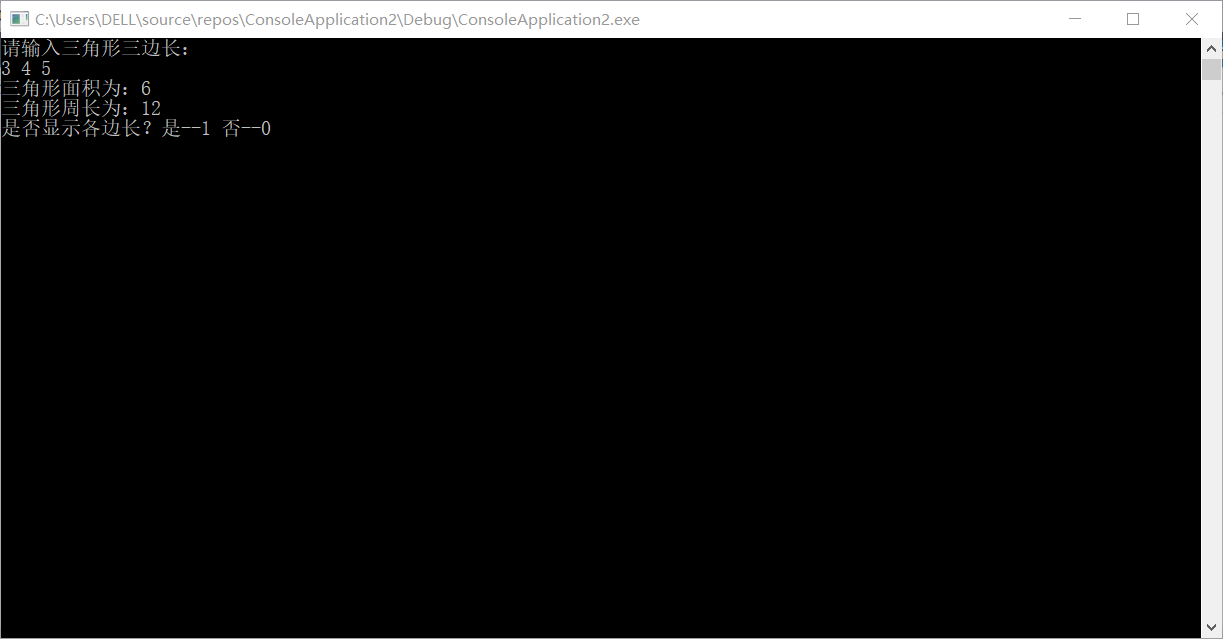 C:\Users\DELL\source\repos\ConsoleApplication2\Debug\ConsoleApplication2.exe
请输入三角形三边长：
3 4 5
三角形面积为：6
三角形周长为：12
是否显示各边长？是--1 否--0